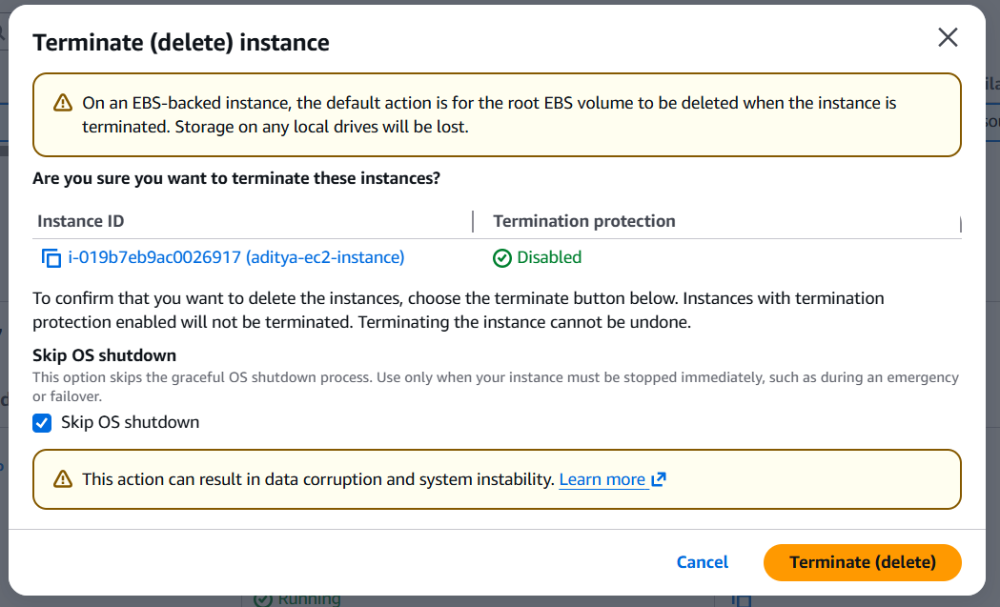 Terminate (delete) instance
On an EBS-backed instance, the default action is for the root EBS volume to be deleted when the instance is
terminated. Storage on any local drives will be lost.
Are you sure you want to terminate these instances?
Instance ID
Termination protection
i-019b7eb9ac0026917 (aditya-ec2-instance)
Disabled
To confirm that you want to delete the instances, choose the terminate button below. Instances with termination
protection enabled will not be terminated. Terminating the instance cannot be undone.
Skip OS shutdown
This option skips the graceful OS shutdown process. Use only when your instance must be stopped immediately, such as during an emergency
or failover.
Skip OS shutdown
This action can result in data corruption and system instability. Learn more
Cancel
Terminate (delete)
Running